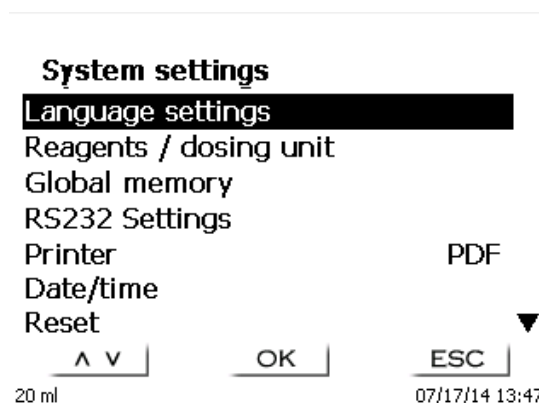 System settings
Language settings
Reagents / dosing unit
Global memory
RS232 Settings
Printer PDF
Date/time
Reset
OK ESC
20 ml 07/17/14 13:47